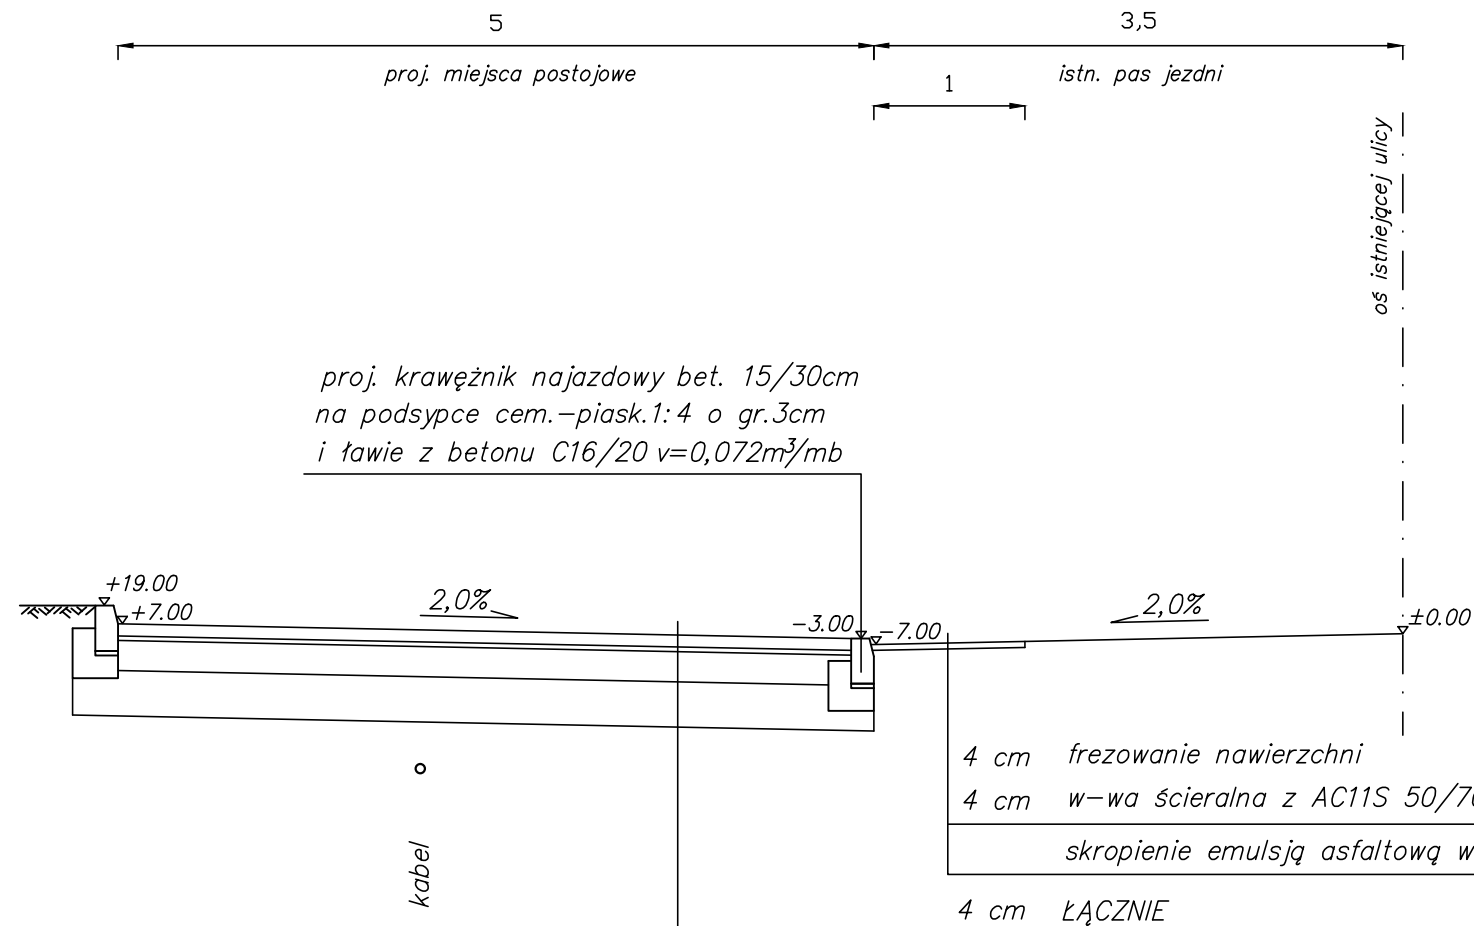 5
3,5
proj. miejsca postojowe
istn. pas jezdni
1
oś istniejącej ulicy
proj. krawężnik najazdowy bet. 15/30cm
na podsypce cem.-piask.1:4 o gr.3cm
i ławie z betonu C16/20 v=0,072m³/mb
+19.00
+7.00
2,0%
-3.00
-7.00
2,0%
±0.00
4 cm frezowanie nawierzchni
4 cm w-wa ścieralna z AC11S 50/70
skropienie emulsją asfaltową w
kabel
4 cm ŁĄCZNIE